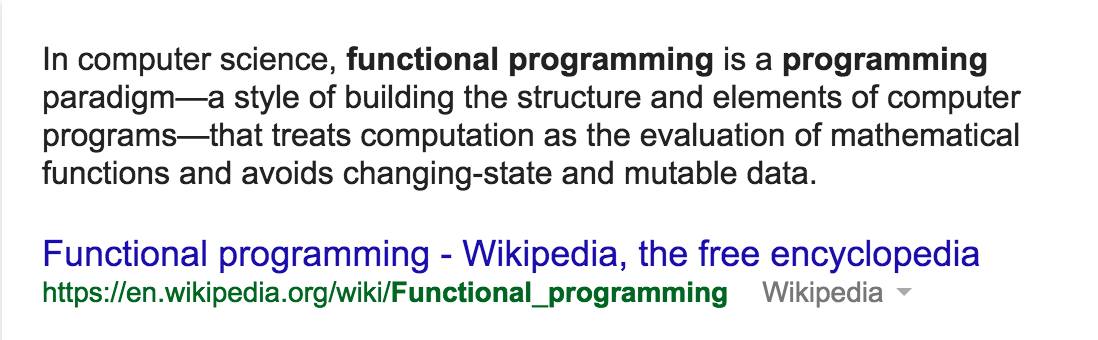 In computer science, functional programming is a programming
paradigm—a style of building the structure and elements of computer
programs—that treats computation as the evaluation of mathematical
functions and avoids changing-state and mutable data.
Functional programming - Wikipedia, the free encyclopedia
https://en.wikipedia.org/wiki/Functional_programming Wikipedia